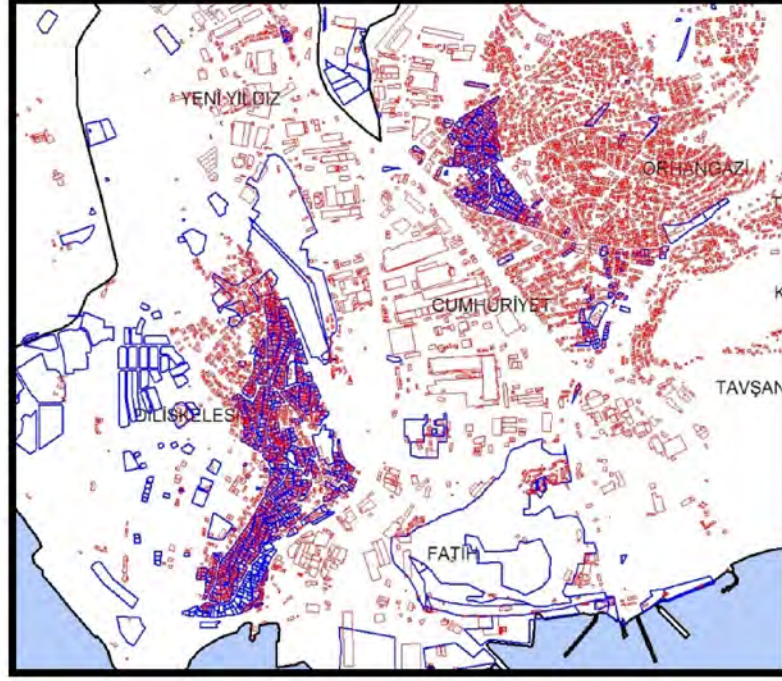 YENİ YILDIZ
ORHANGAZİ
K
CUMHURİYET
TAVŞAN
DİLİSKELESİ
FATİH